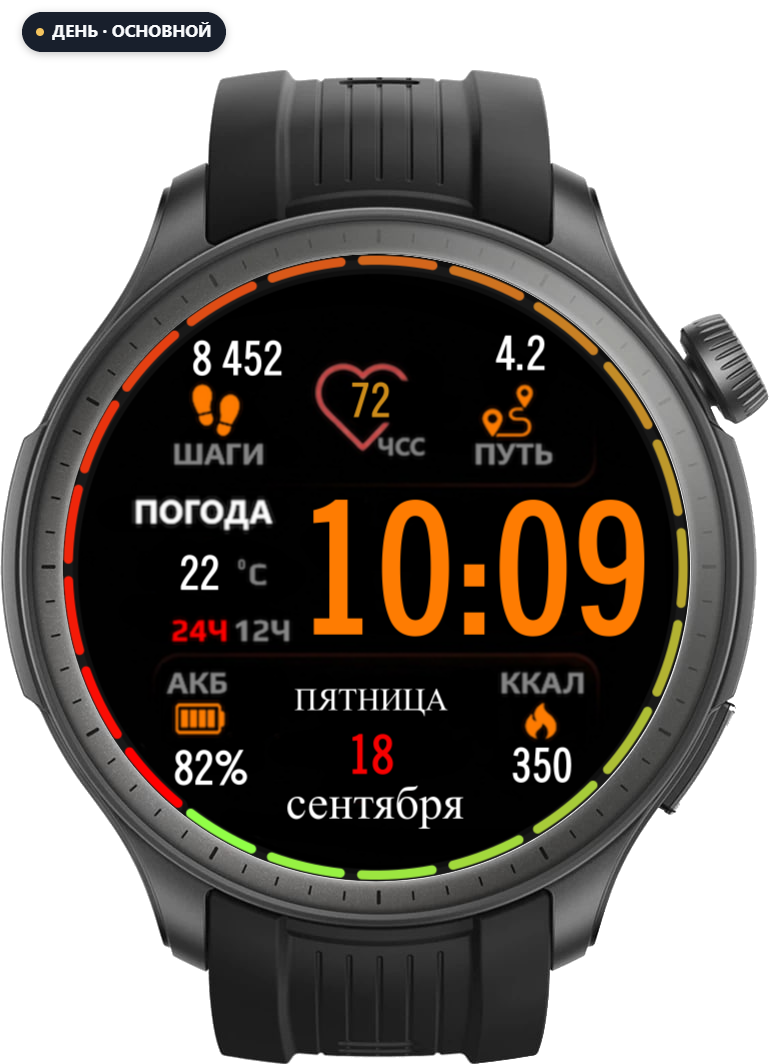 ДЕНЬ · ОСНОВНОЙ
8 452
72
4.2
ШАГИ
ЧСС
ПУТЬ
ПОГОДА
22 °C
10:09
24Ч 12Ч
АКБ
ПЯТНИЦА
ККАЛ
82%
18
350
сентября